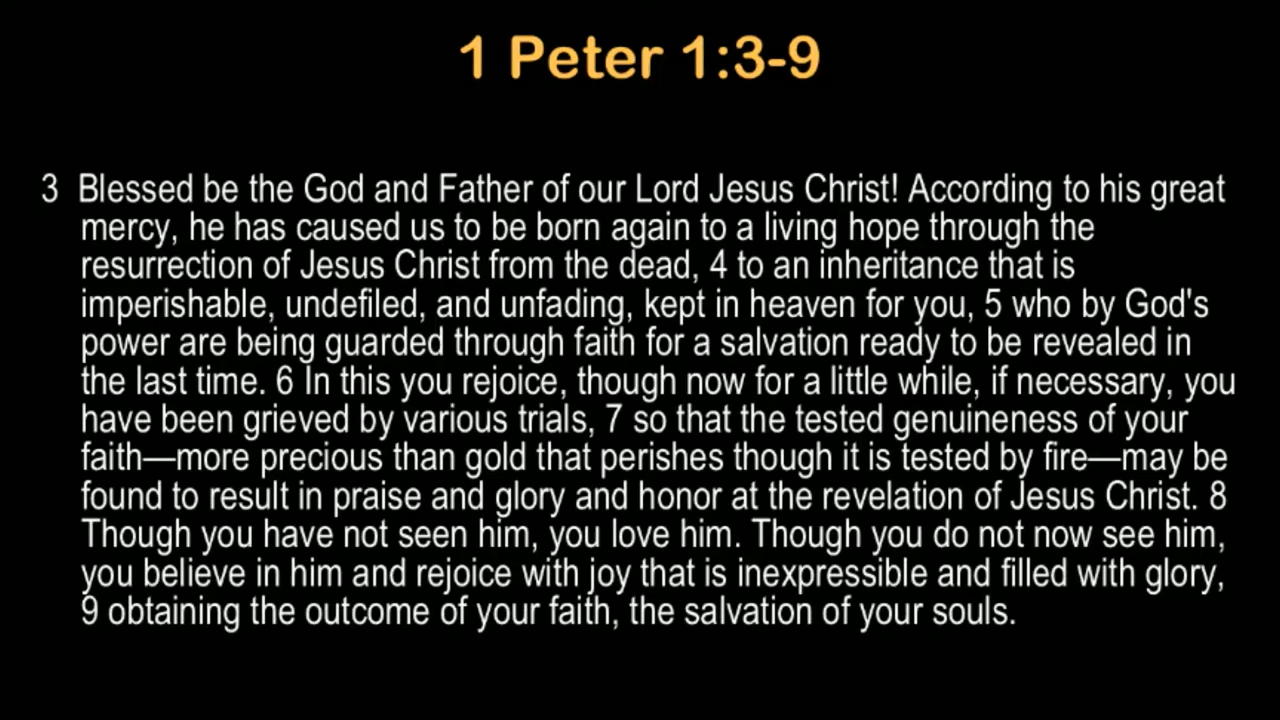 1 Peter 1:3-9
3 Blessed be the God and Father of our Lord Jesus Christ! According to his great
mercy, he has caused us to be born again to a living hope through the
resurrection of Jesus Christ from the dead, 4 to an inheritance that is
imperishable, undefiled, and unfading, kept in heaven for you, 5 who by God's
power are being guarded through faith for a salvation ready to be revealed in
the last time. 6 In this you rejoice, though now for a little while, if necessary, you
have been grieved by various trials, 7 so that the tested genuineness of your
faith—more precious than gold that perishes though it is tested by fire—may be
found to result in praise and glory and honor at the revelation of Jesus Christ. 8
Though you have not seen him, you love him. Though you do not now see him,
you believe in him and rejoice with joy that is inexpressible and filled with glory,
9 obtaining the outcome of your faith, the salvation of your souls.